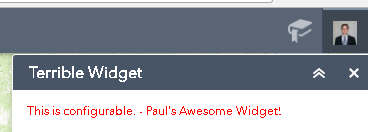 Terrible Widget
This is configurable. - Paul's Awesome Widget!